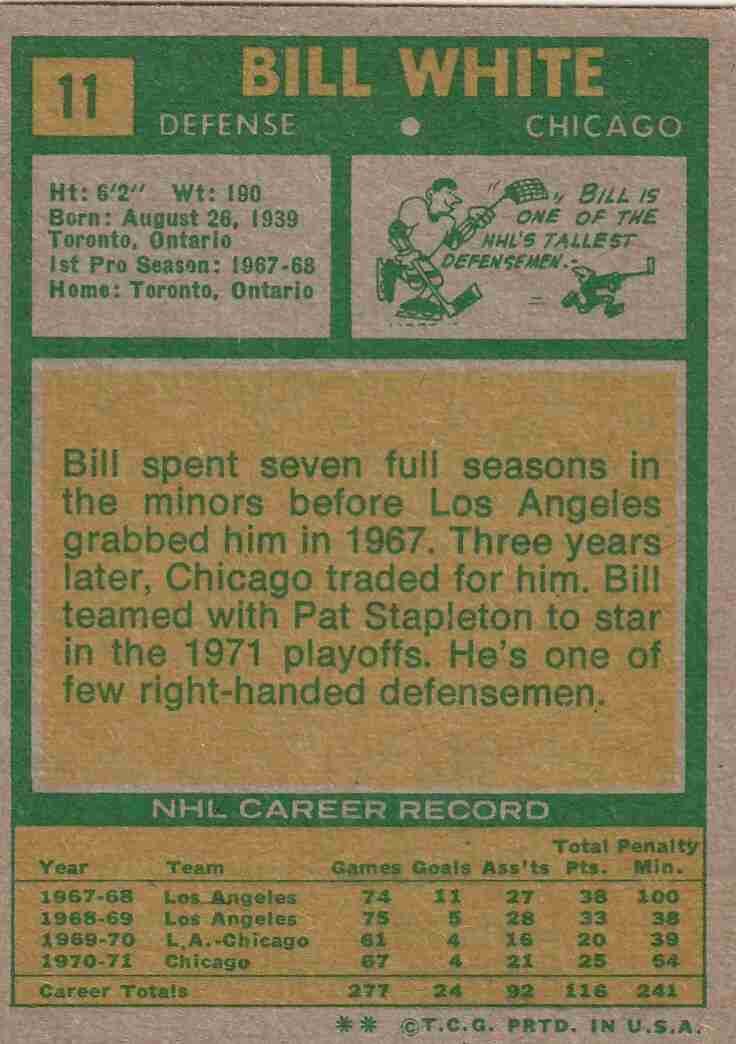 11
BILL WHITE
DEFENSE • CHICAGO
Ht: 6'2" Wt: 190
Born: August 26, 1939
Toronto, Ontario
1st Pro Season: 1967-68
Home: Toronto, Ontario
BILL IS
ONE OF THE
NHL'S TALLEST
DEFENSEMEN.
Bill spent seven full seasons in
the minors before Los Angeles
grabbed him in 1967. Three years
later, Chicago traded for him. Bill
teamed with Pat Stapleton to star
in the 1971 playoffs. He's one of
few right-handed defensemen.
NHL CAREER RECORD
Total Penalty
Year Team Games Goals Ass'ts Pts. Min.
1967-68 Los Angeles 74 11 27 38 100
1968-69 Los Angeles 75 5 28 33 38
1969-70 L.A.-Chicago 61 4 16 20 39
1970-71 Chicago 67 4 21 25 64
Career Totals 277 24 92 116 241
** ©T.C.G. PRTD. IN U.S.A.